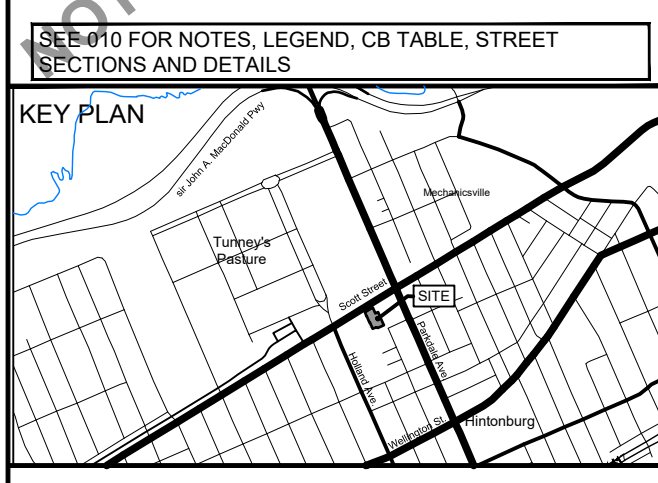 NOT
SEE 010 FOR NOTES, LEGEND, CB TABLE, STREET
SECTIONS AND DETAILS
KEY PLAN
sir John A. MacDonald Pwy
Mechanicsville
Tunney's
Pasture
Scott Street
SITE
Holland Ave.
Parkdale Ave.
Wellington St.
Hintonburg